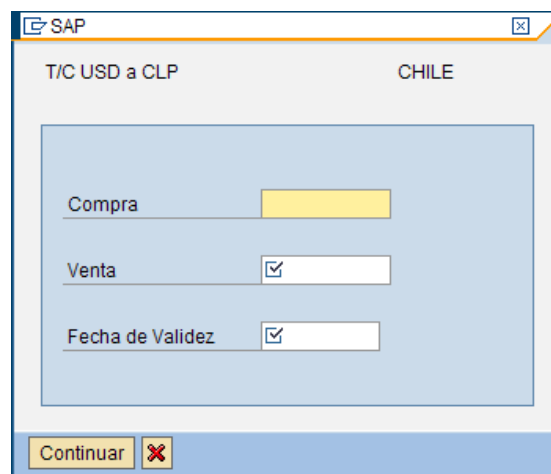 SAP
T/C USD a CLP CHILE
Compra
Venta
Fecha de Validez
Continuar